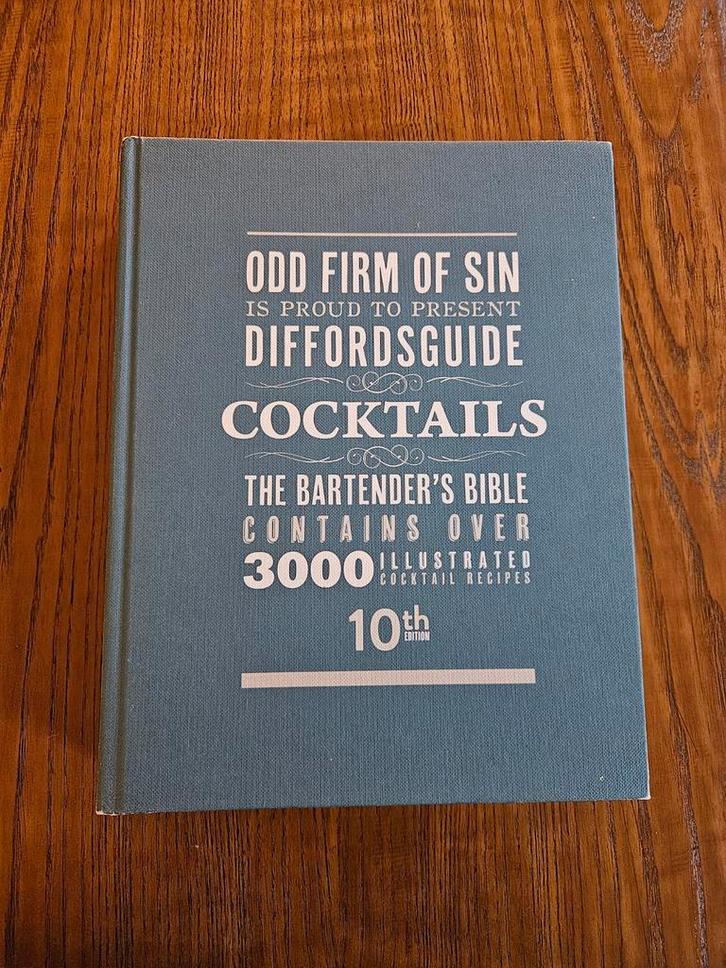 ODD FIRM OF SIN
IS PROUD TO PRESENT
DIFFORDSGUIDE
COCKTAILS
THE BARTENDER'S BIBLE
CONTAINS OVER
3000 ILLUSTRATED
COCKTAIL RECIPES
10th
EDITION